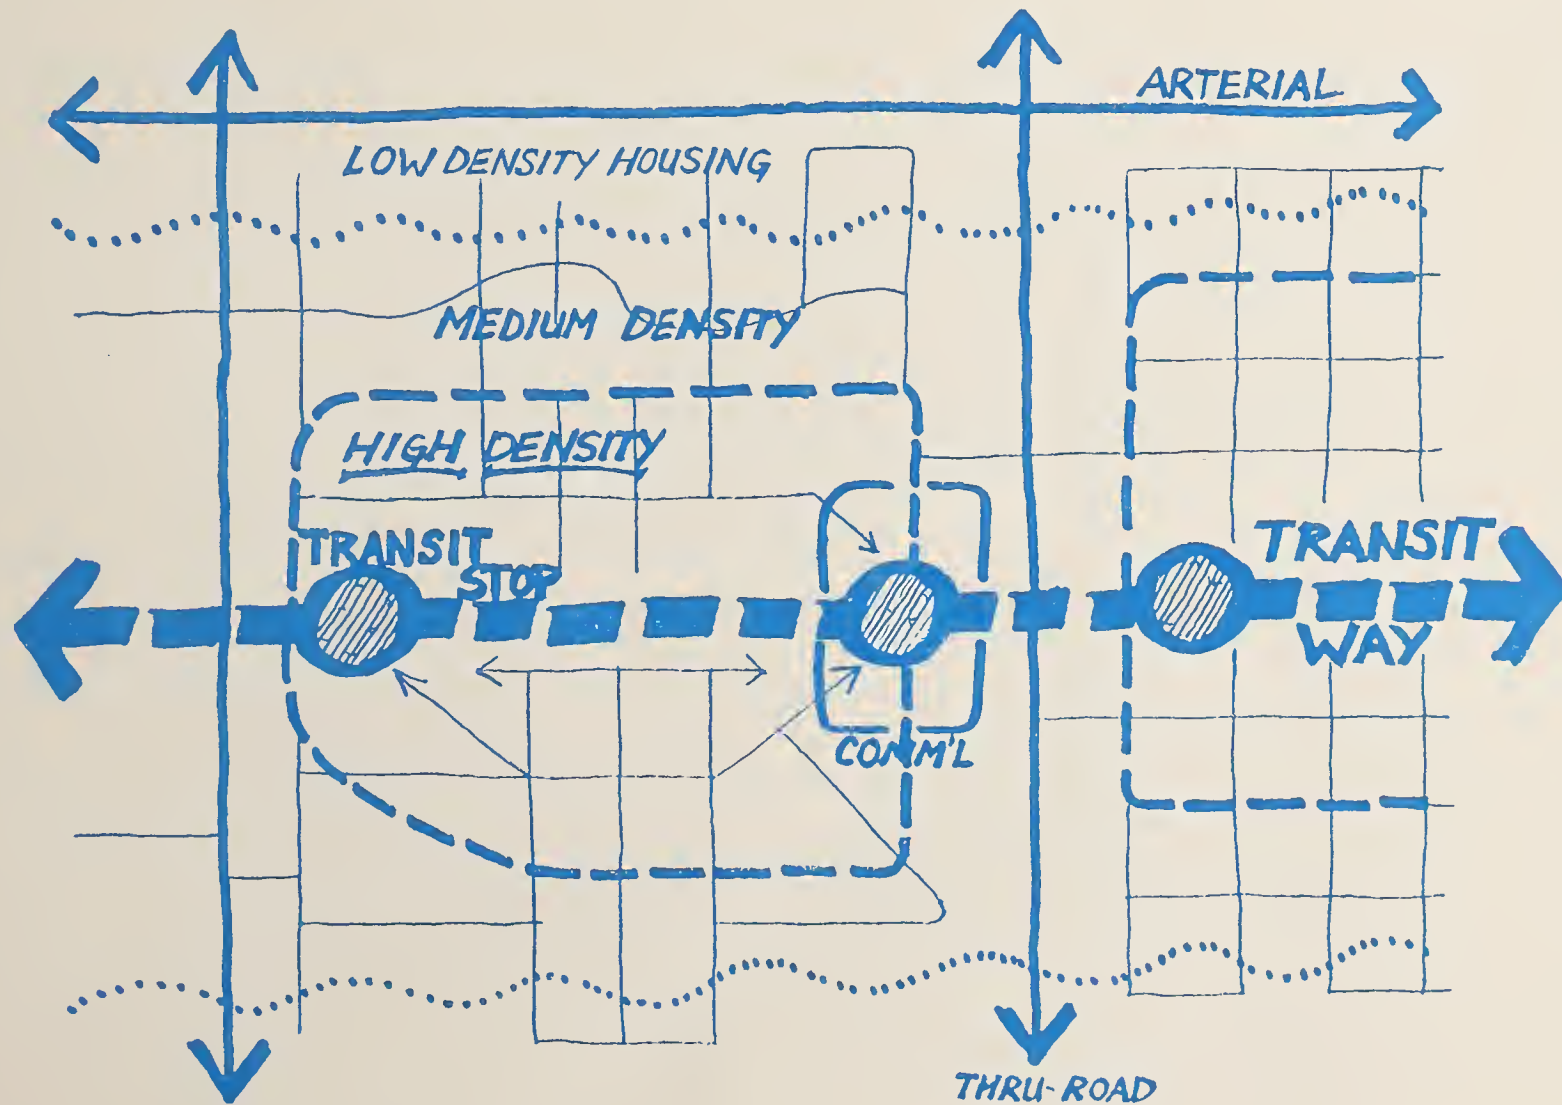 ARTERIAL
LOW DENSITY HOUSING
MEDIUM DENSITY
HIGH DENSITY
TRANSIT
STOP
TRANSIT
WAY
COMM'L
THRU-ROAD